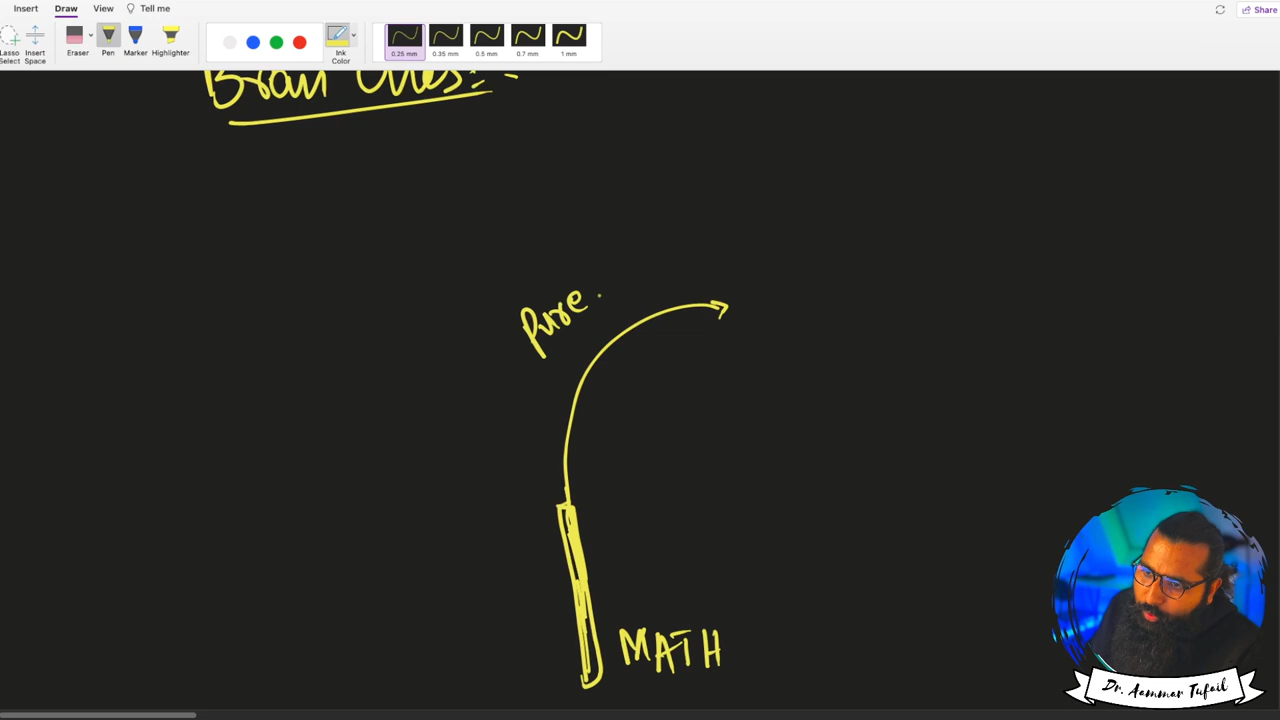 Insert Draw View Tell me
Share
Lasso Select
Insert Space
Eraser
Pen
Marker
Highlighter
Ink Color
0.25 mm
0.35 mm
0.5 mm
0.7 mm
1 mm
Pure
MATH
Dr. Aammar Tufail